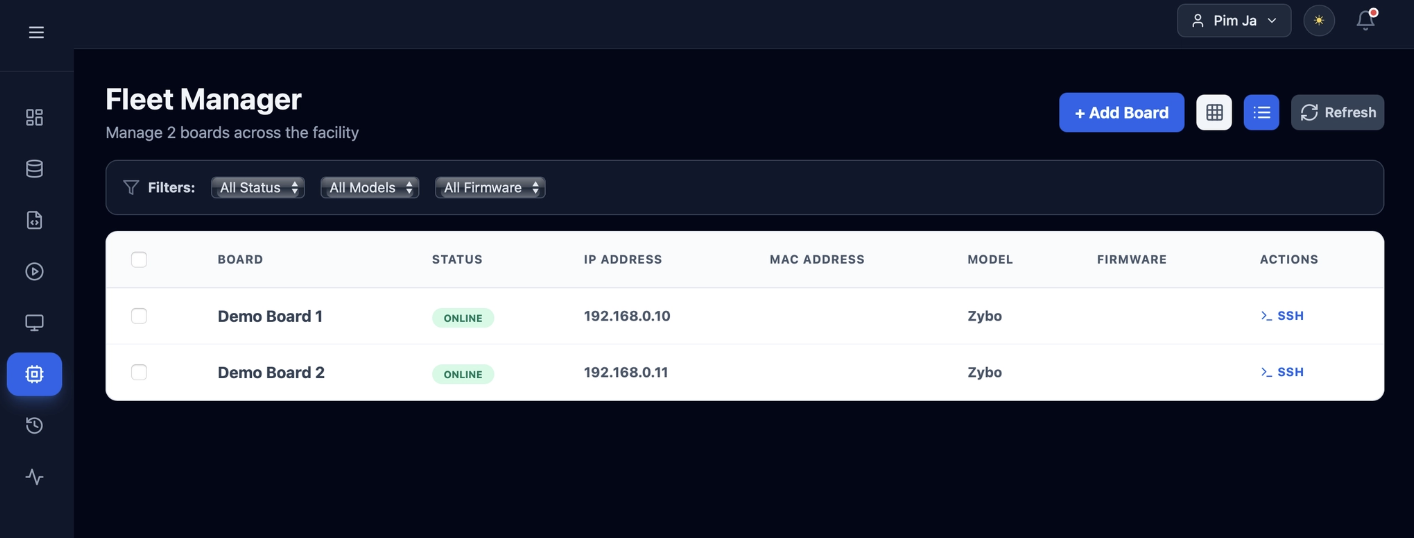 Pim Ja
Fleet Manager
Manage 2 boards across the facility
+ Add Board
Refresh
Filters: All Status All Models All Firmware
BOARD STATUS IP ADDRESS MAC ADDRESS MODEL FIRMWARE ACTIONS
Demo Board 1 ONLINE 192.168.0.10 Zybo >_ SSH
Demo Board 2 ONLINE 192.168.0.11 Zybo >_ SSH